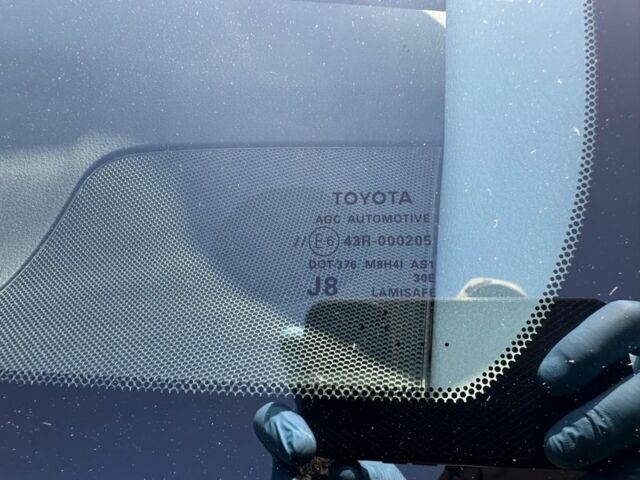 TOYOTA
AGC AUTOMOTIVE
// E6 43R-000205
DOT-376 M8H4I AS1
30E
J8 LAMISAFE